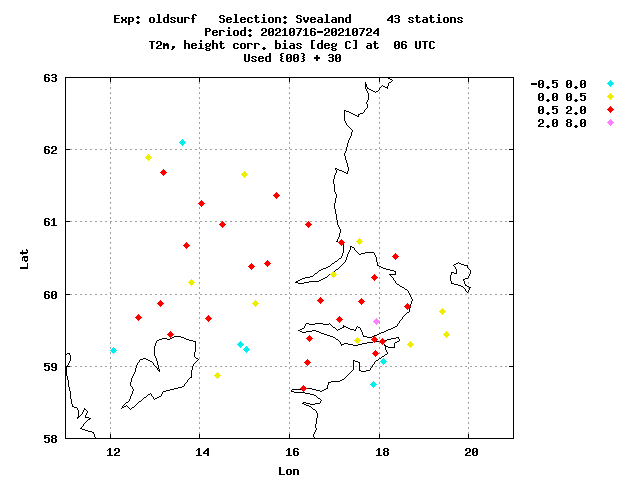 Exp: oldsurf   Selection: Svealand     43 stations
Period: 20210716-20210724
T2m, height corr. bias [deg C] at  06 UTC
Used {00} + 30
-0.5 0.0
0.0 0.5
0.5 2.0
2.0 8.0
63
62
61
60
59
58
Lat
12 14 16 18 20
Lon